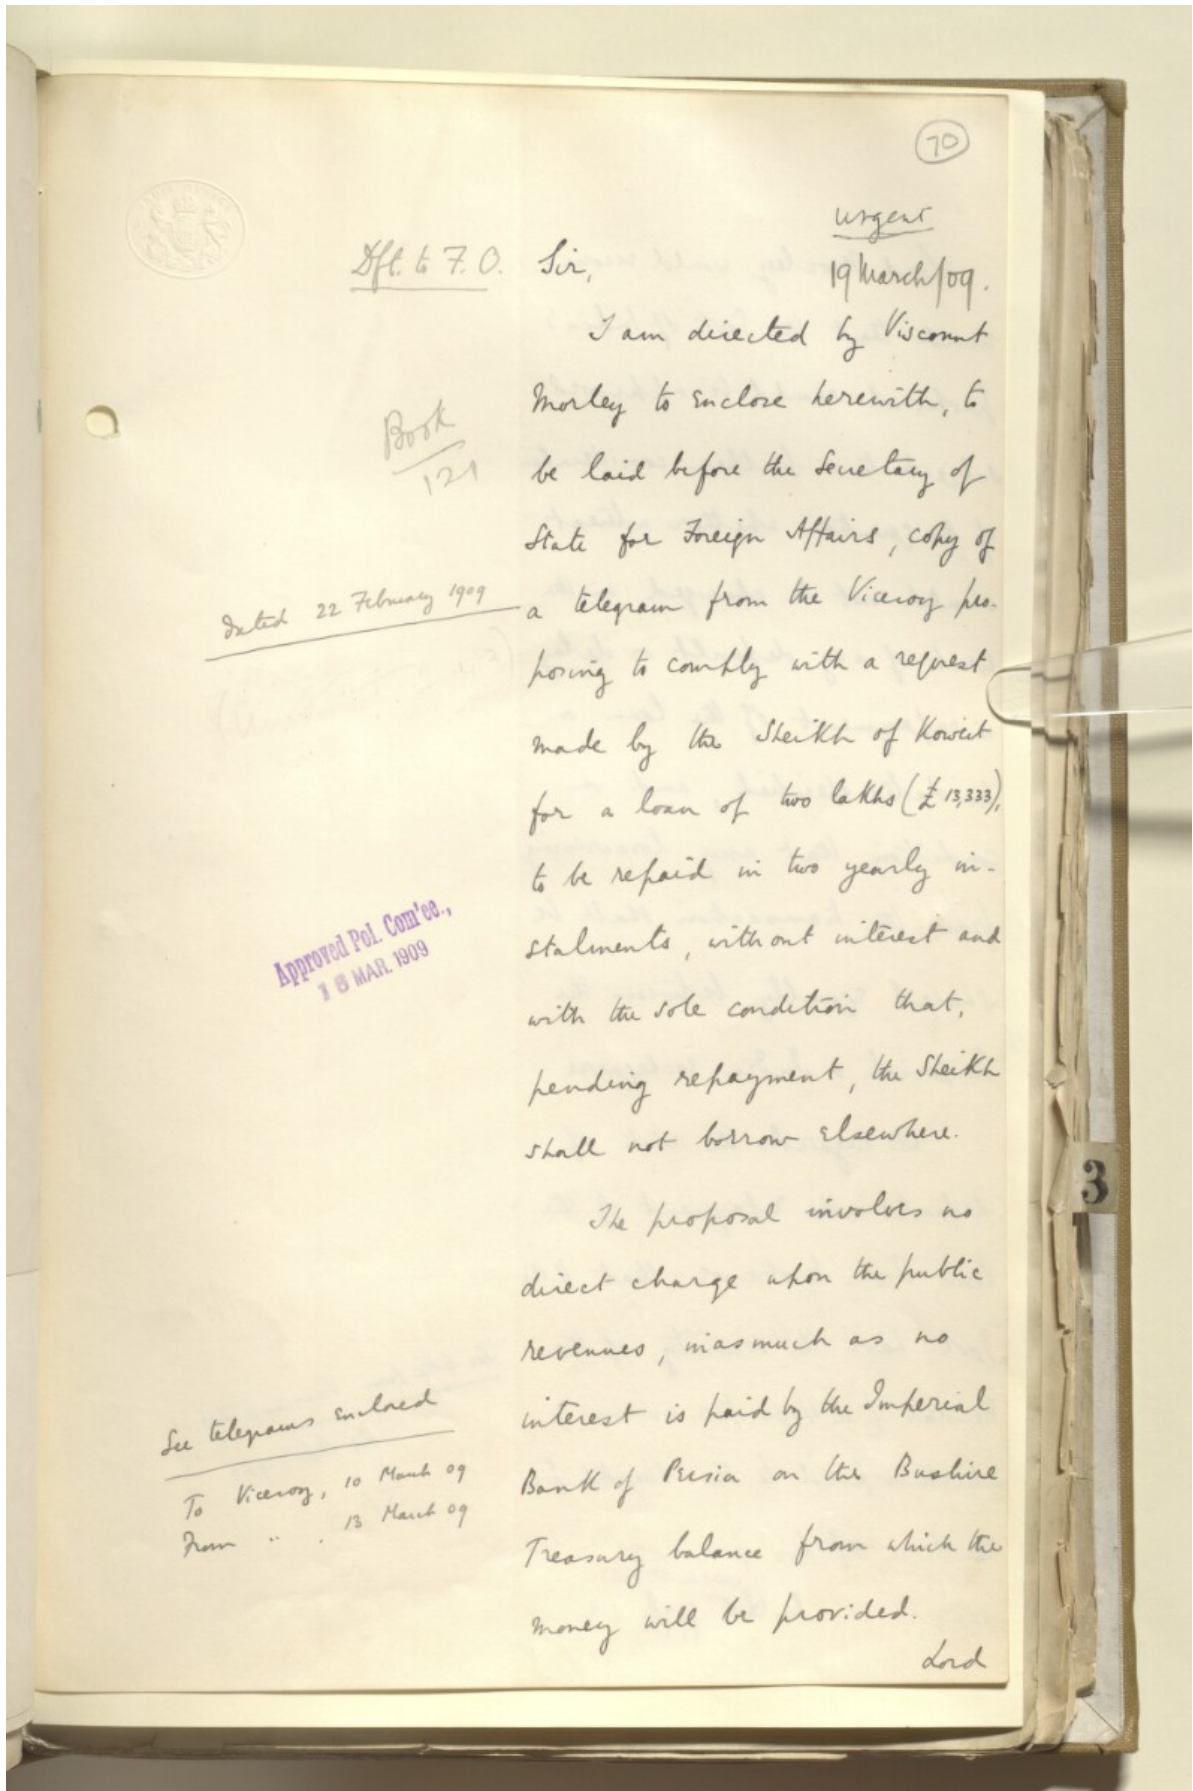 70
urgent
Dft. to F. O.
Sir,
19 March/09.
I am directed by Viscount
Morley to enclose herewith, to
Book
121
be laid before the Secretary of
State for Foreign Affairs, copy of
Dated 22 February 1909
a telegram from the Viceroy pro-
posing to comply with a request
made by the Sheikh of Koweit
for a loan of two lakhs (£ 13,333),
to be repaid in two yearly in-
Approved Pol. Com'ee.,
MAR. 1909
stalments, without interest and
with the sole condition that,
pending repayment, the Sheikh
shall not borrow elsewhere.
The proposal involves no
direct charge upon the public
revenues, inasmuch as no
See telegrams enclosed
To Viceroy, 10 March 09
From " . 13 March 09
interest is paid by the Imperial
Bank of Persia on the Bushire
Treasury balance from which the
money will be provided.
Lord
3